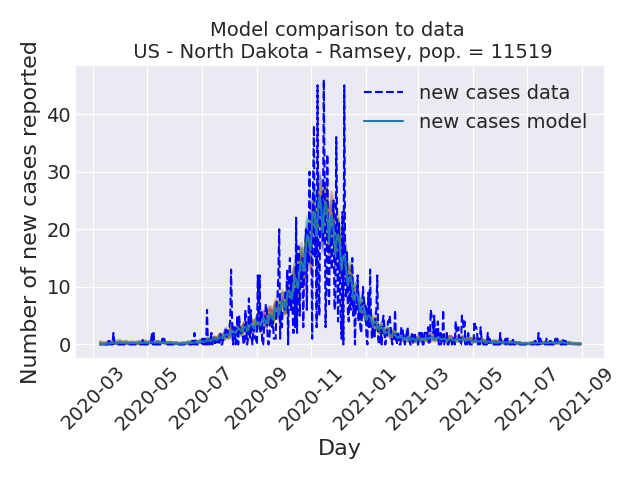 Model comparison to data
US - North Dakota - Ramsey, pop. = 11519
Number of new cases reported
40
30
20
10
0
new cases data
new cases model
2020-03
2020-05
2020-07
2020-09
2020-11
2021-01
2021-03
2021-05
2021-07
2021-09
Day